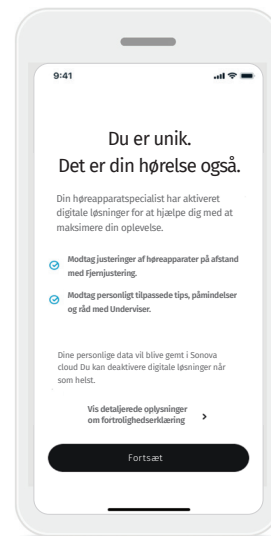 9:41
Du er unik.
Det er din hørelse også.
Din høreapparatspecialist har aktiveret
digitale løsninger for at hjælpe dig med at
maksimere din oplevelse.
Modtag justeringer af høreapparater på afstand
med Fjernjustering.
Modtag personligt tilpassede tips, påmindelser
og råd med Underviser.
Dine personlige data vil blive gemt i Sonova
cloud Du kan deaktivere digitale løsninger når
som helst.
Vis detaljerede oplysninger
om fortrolighedserklæring
Fortsæt